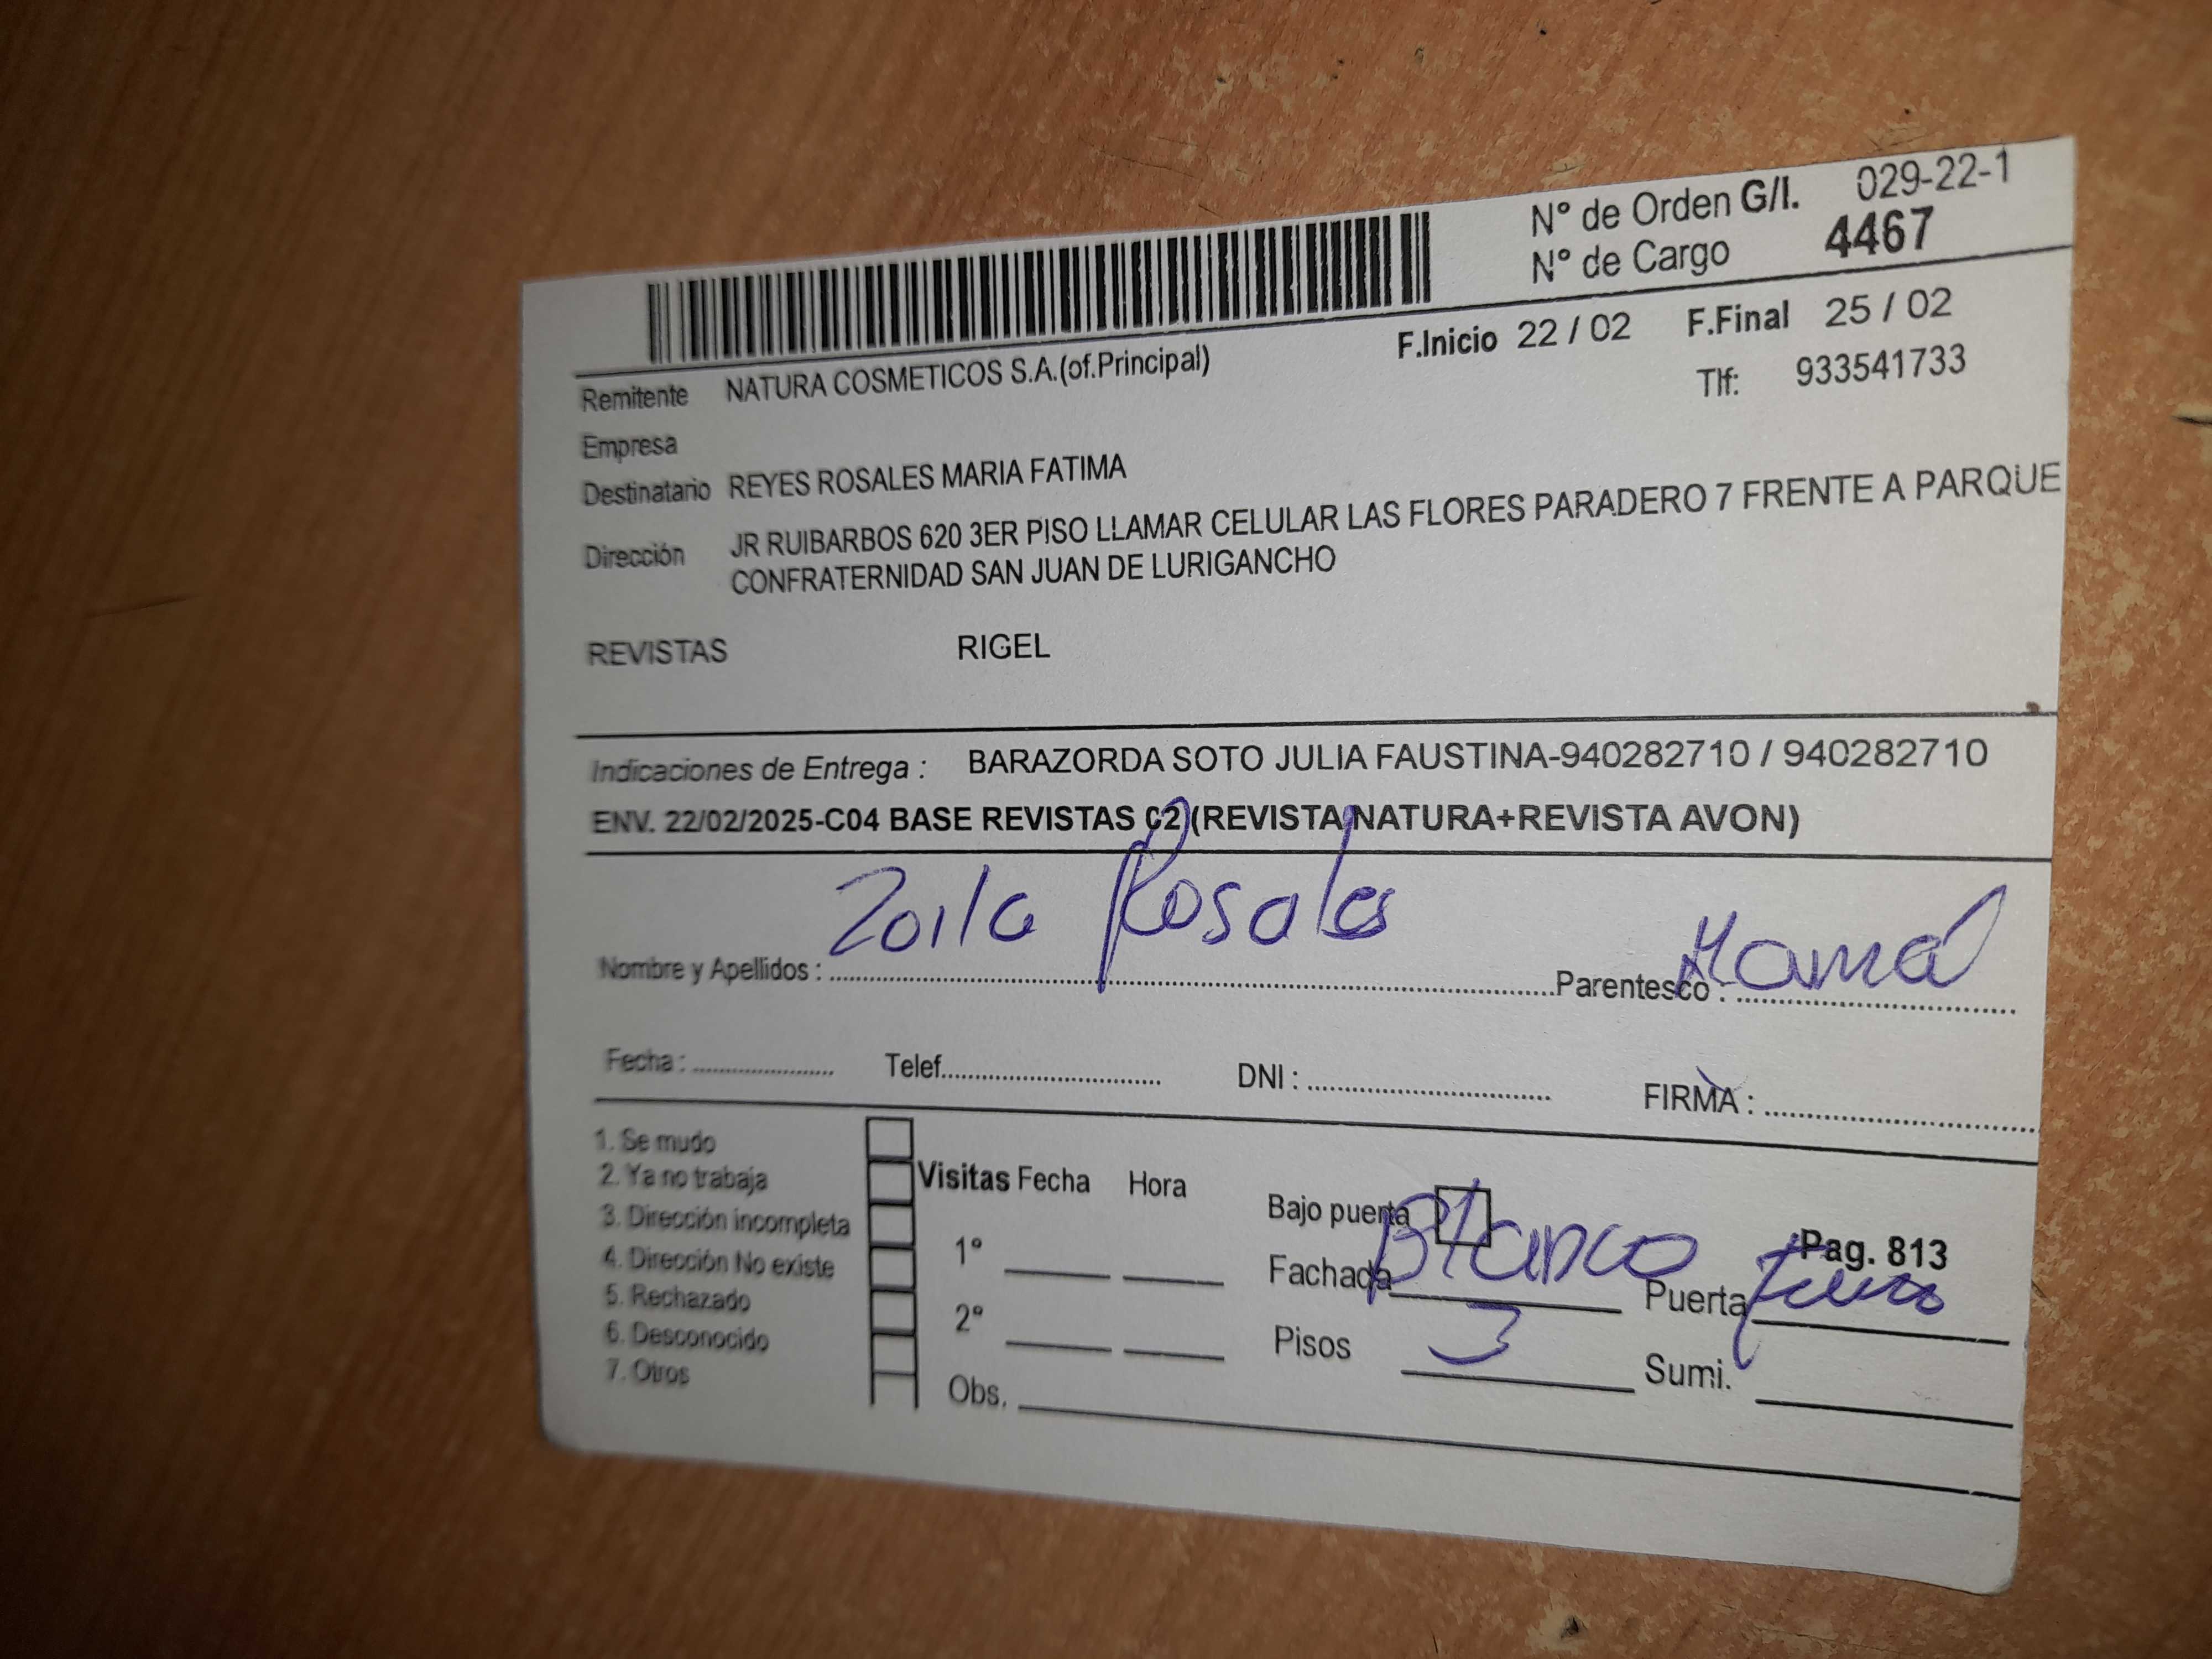 N° de Orden G/I. 029-22-1
N° de Cargo 4467
F.Inicio 22 / 02 F.Final 25 / 02
Remitente NATURA COSMETICOS S.A.(of.Principal) Tlf: 933541733
Empresa
Destinatario REYES ROSALES MARIA FATIMA
Dirección JR RUIBARBOS 620 3ER PISO LLAMAR CELULAR LAS FLORES PARADERO 7 FRENTE A PARQUE
CONFRATERNIDAD SAN JUAN DE LURIGANCHO
REVISTAS RIGEL
Indicaciones de Entrega : BARAZORDA SOTO JULIA FAUSTINA-940282710 / 940282710
ENV. 22/02/2025-C04 BASE REVISTAS C2 (REVISTA NATURA+REVISTA AVON)
Nombre y Apellidos : Zoila Rosales Parentesco : Mamá
Fecha : Telef. DNI : FIRMA :
1. Se mudo
2. Ya no trabaja
3. Dirección incompleta
4. Dirección No existe
5. Rechazado
6. Desconocido
7. Otros
Visitas Fecha Hora
1°
2°
Obs.
Bajo puerta
Pag. 813
Fachada Blanco Puerta
Pisos 3 Sumi.